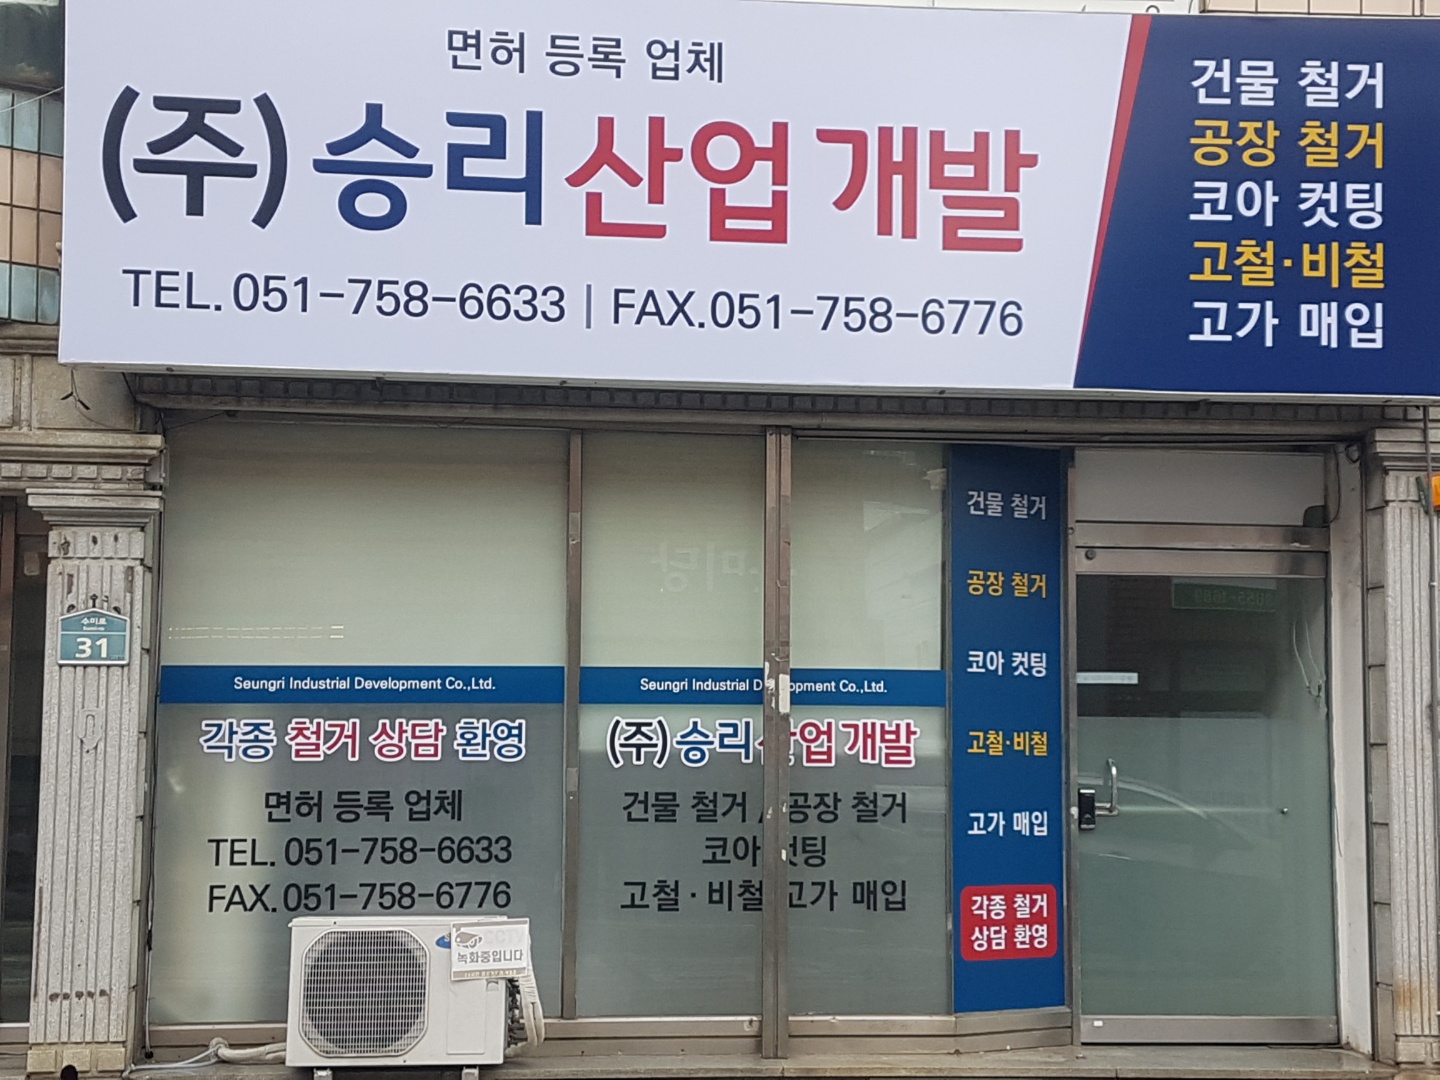 면허 등록 업체
(주)승리산업개발
TEL. 051-758-6633 | FAX. 051-758-6776
건물 철거
공장 철거
코아 컷팅
고철·비철
고가 매입
수미로
31
Seungri Industrial Development Co.,Ltd.
각종 철거 상담 환영
면허 등록 업체
TEL. 051-758-6633
FAX. 051-758-6776
녹화중입니다
Seungri Industrial D opment Co.,Ltd.
(주)승리산업개발
건물 철거 / 공장 철거
코아 컷팅
고철·비철 고가 매입
건물 철거
공장 철거
코아 컷팅
고철·비철
고가 매입
각종 철거
상담 환영